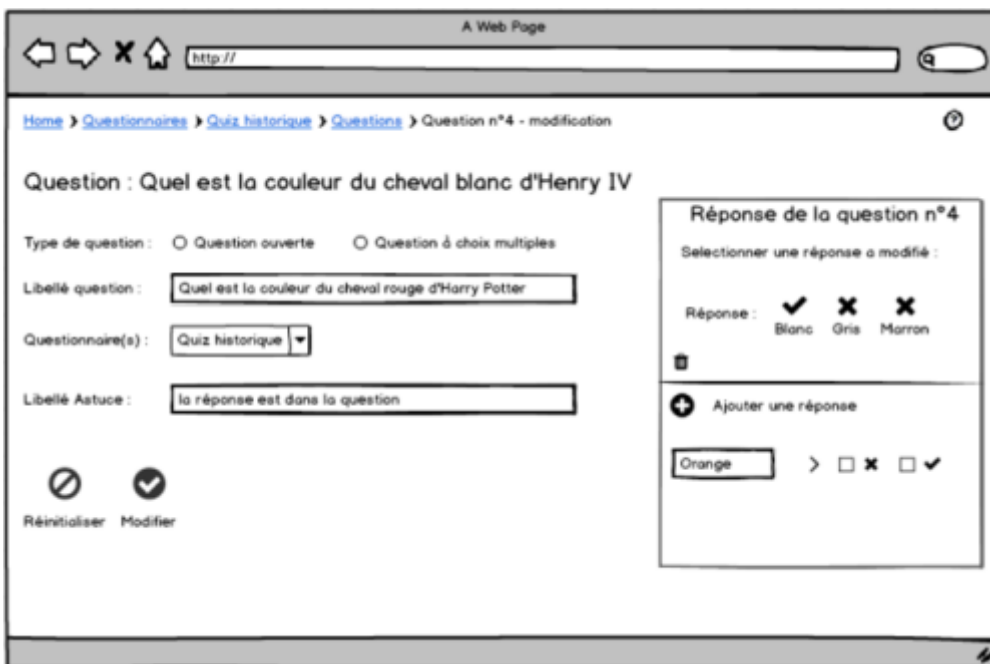 A Web Page
http://
Home > Questionnaires > Quiz historique > Questions > Question n°4 - modification
Question : Quel est la couleur du cheval blanc d'Henry IV
Type de question : Question ouverte Question à choix multiples
Libellé question : Quel est la couleur du cheval rouge d'Harry Potter
Questionnaire(s) : Quiz historique
Libellé Astuce : la réponse est dans la question
Réinitialiser Modifier
Réponse de la question n°4
Selectionner une réponse a modifié :
Réponse :
Blanc Gris Marron
Ajouter une réponse
Orange